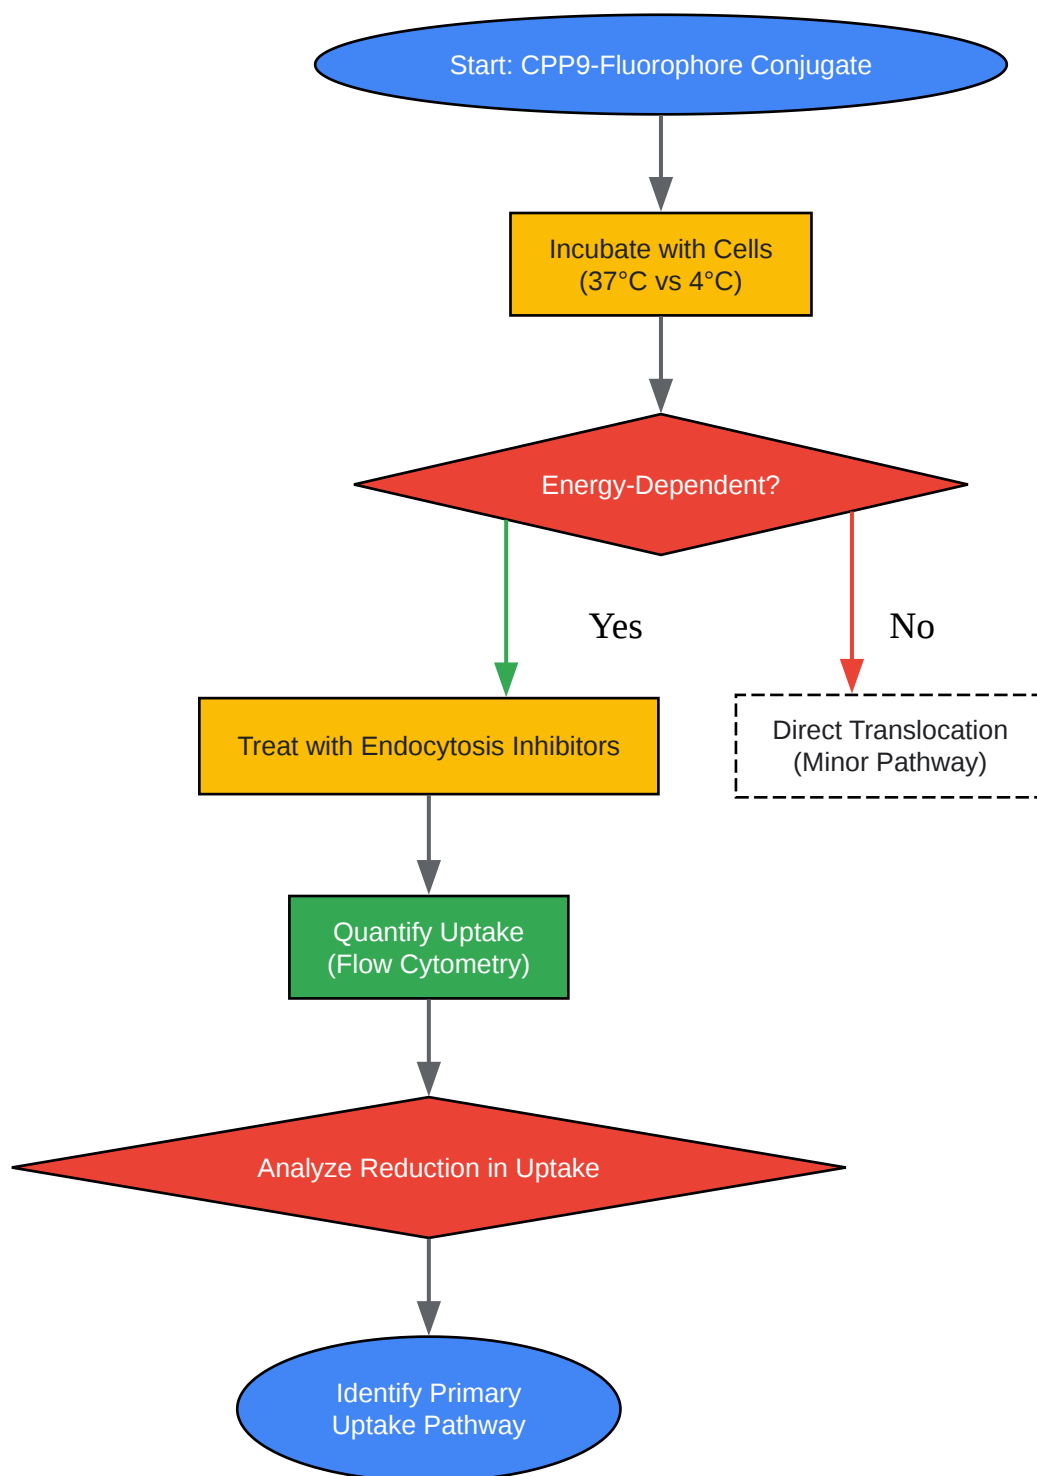 Start: CPP9-Fluorophore Conjugate
Incubate with Cells
(37°C vs 4°C)
Energy-Dependent?
Yes
No
Treat with Endocytosis Inhibitors
Direct Translocation
(Minor Pathway)
Quantify Uptake
(Flow Cytometry)
Analyze Reduction in Uptake
Identify Primary
Uptake Pathway